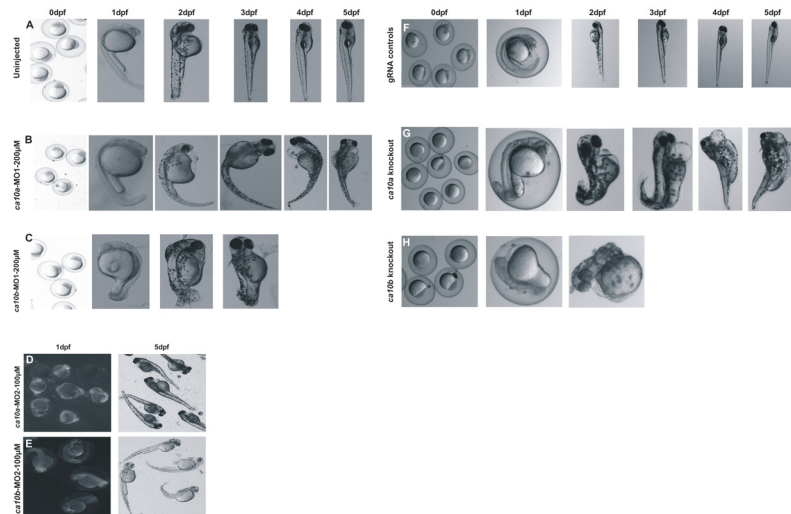 0dpf 1dpf 2dpf 3dpf 4dpf 5dpf
Uninjected
A
ca10a-MO1-200µM
B
ca10b-MO1-200µM
C
1dpf 5dpf
ca10a-MO2-100µM
D
ca10b-MO2-100µM
E
0dpf 1dpf 2dpf 3dpf 4dpf 5dpf
gRNA controls
F
ca10a knockout
G
ca10b knockout
H